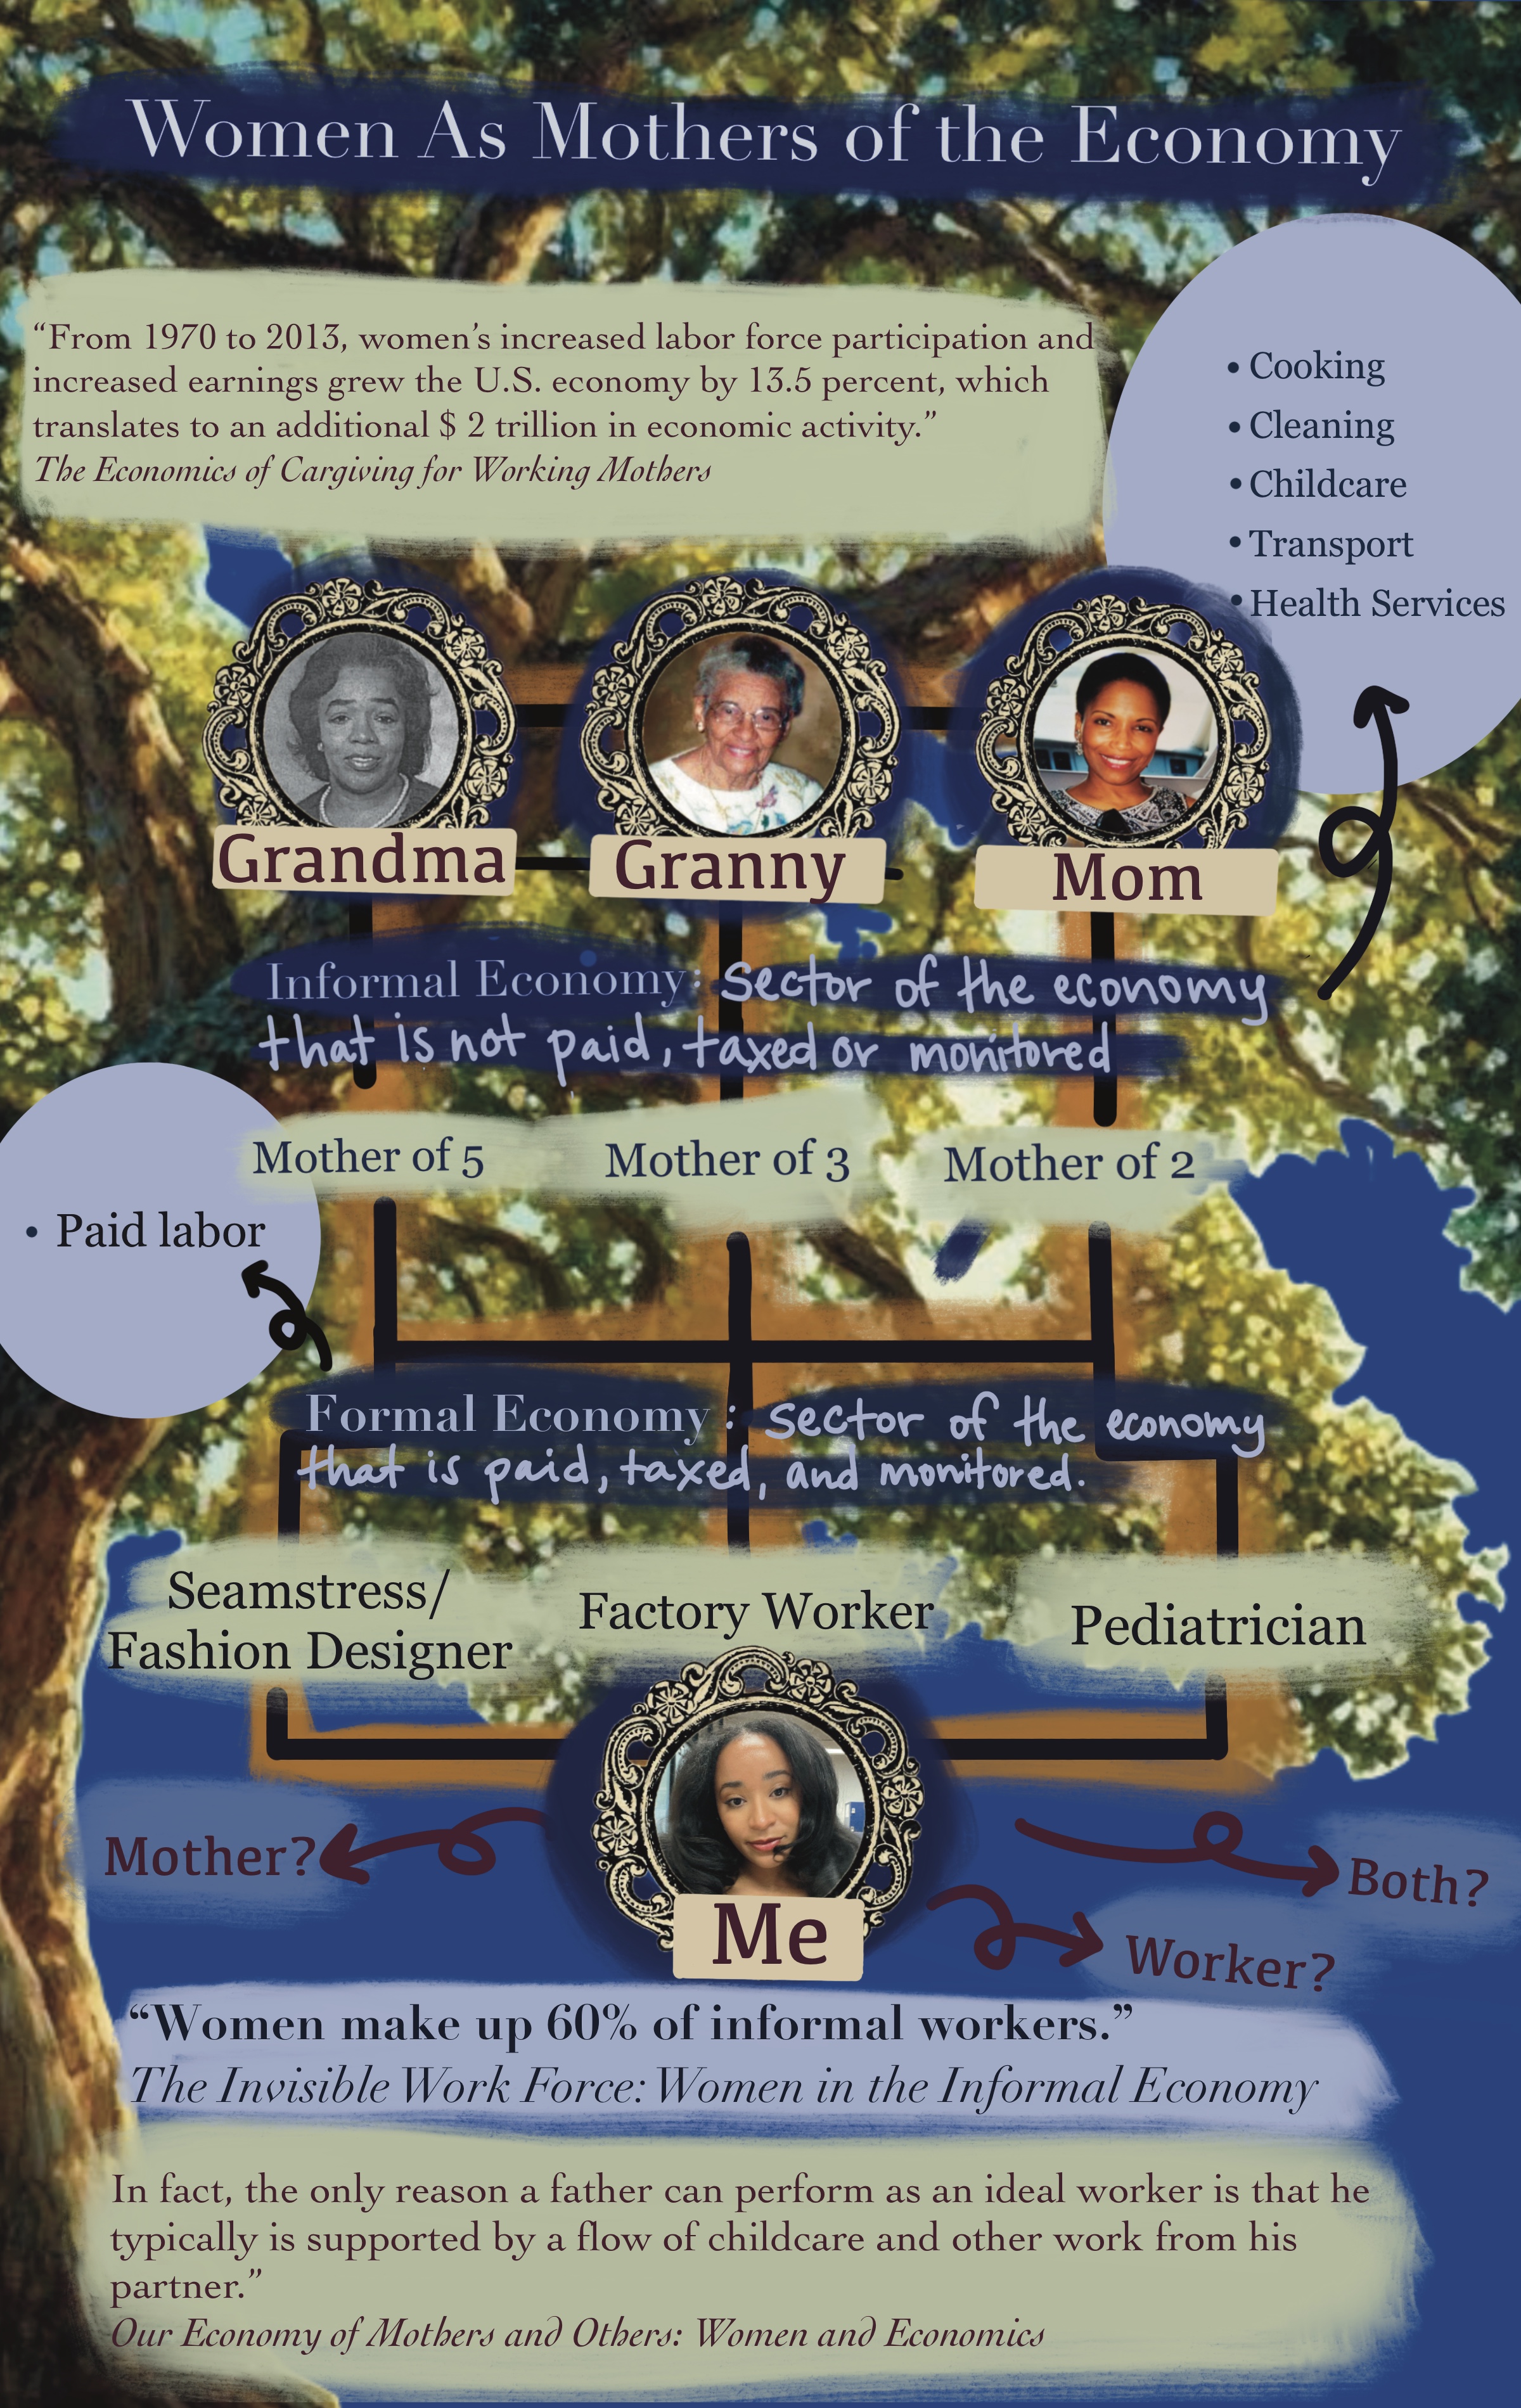 Women As Mothers of the Economy
“From 1970 to 2013, women’s increased labor force participation and
increased earnings grew the U.S. economy by 13.5 percent, which
translates to an additional $ 2 trillion in economic activity.”
The Economics of Cargiving for Working Mothers
• Cooking
• Cleaning
• Childcare
• Transport
• Health Services
Grandma
Granny
Mom
Informal Economy: Sector of the economy
that is not paid, taxed or monitored
Mother of 5
Mother of 3
Mother of 2
• Paid labor
Formal Economy: Sector of the economy
that is paid, taxed, and monitored.
Seamstress/
Fashion Designer
Factory Worker
Pediatrician
Me
Mother?
Both?
Worker?
“Women make up 60% of informal workers.”
The Invisible Work Force: Women in the Informal Economy
In fact, the only reason a father can perform as an ideal worker is that he
typically is supported by a flow of childcare and other work from his
partner.”
Our Economy of Mothers and Others: Women and Economics